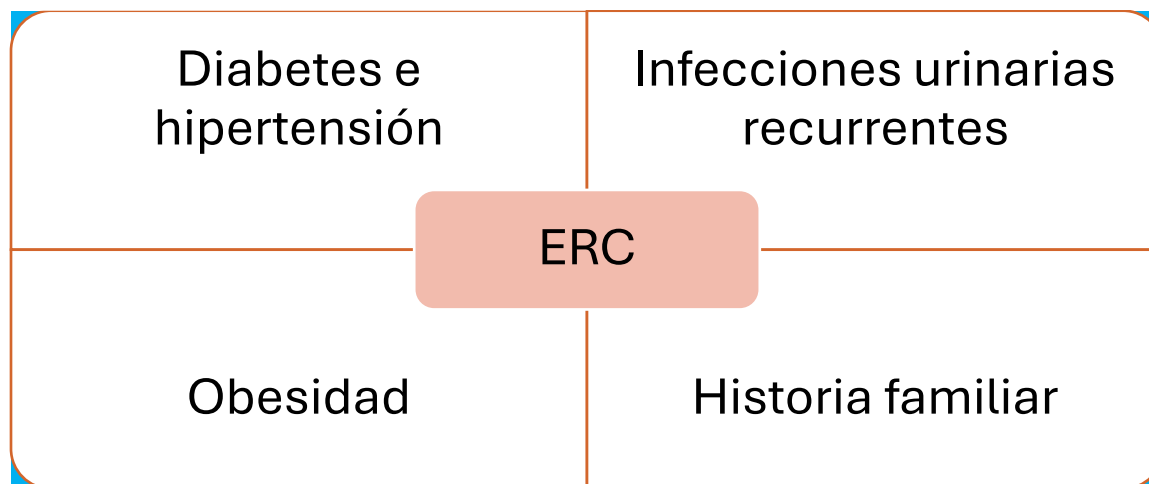 Diabetes e
hipertensión
Infecciones urinarias
recurrentes
ERC
Obesidad
Historia familiar